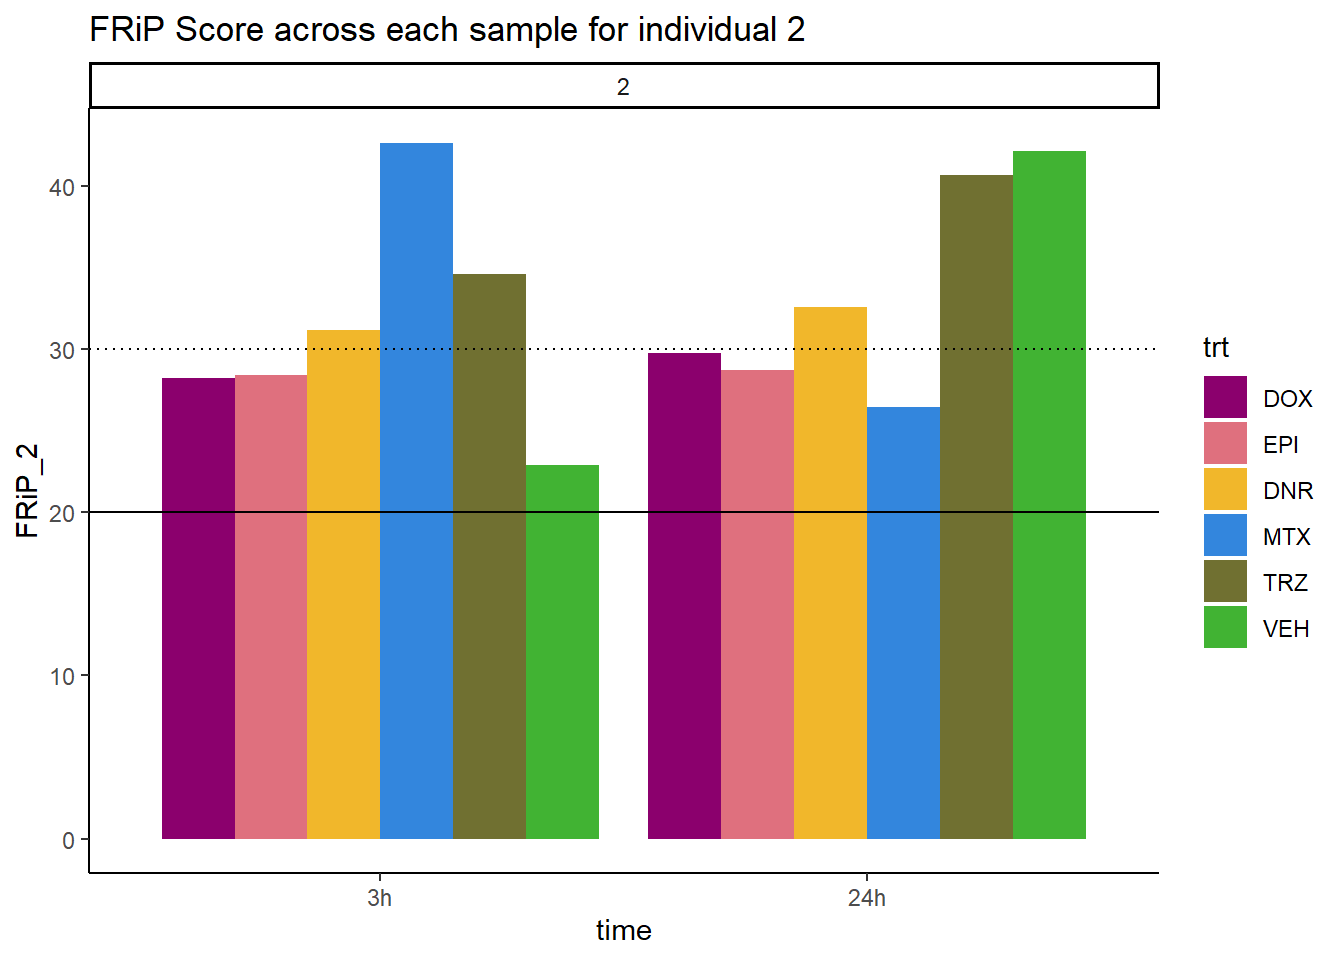 FRiP Score across each sample for individual 2
2
40
30
20
10
0
FRiP_2
3h
24h
time
trt
DOX
EPI
DNR
MTX
TRZ
VEH